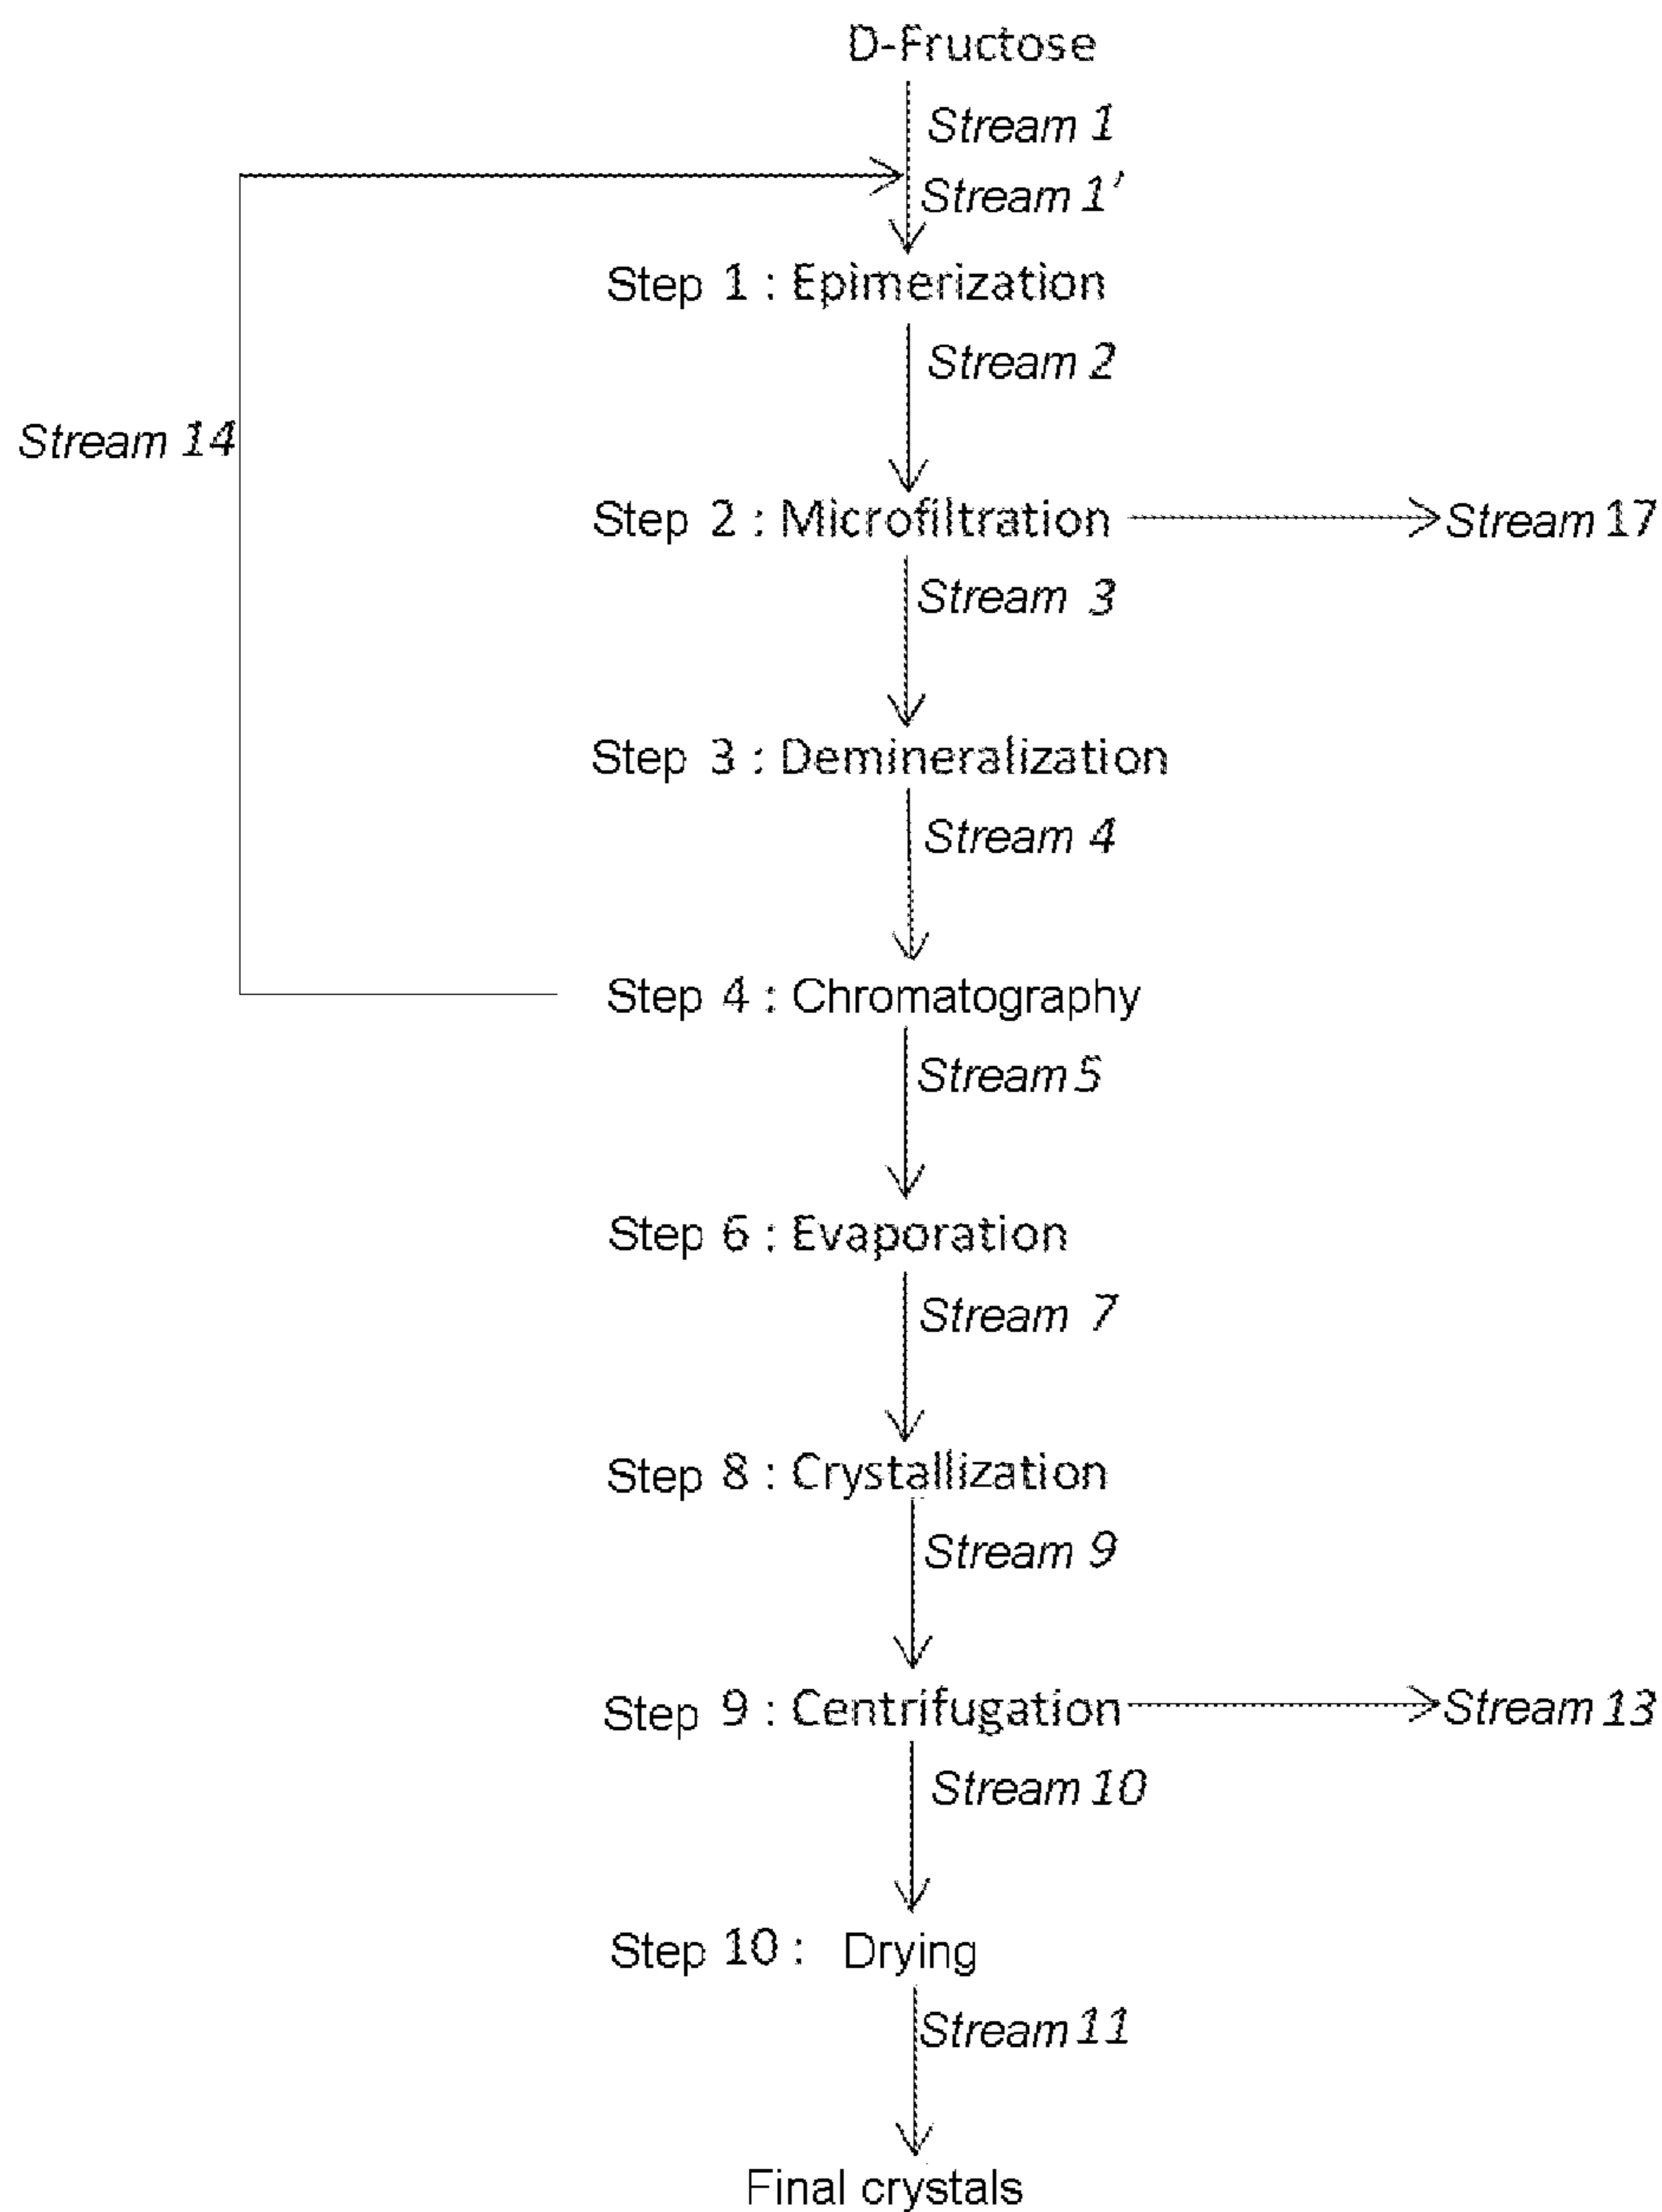 D-Fructose
Stream 1
Stream 1'
Step 1 : Epimerization
Stream 2
Stream 14
Step 2 : Microfiltration
Stream 17
Stream 3
Step 3 : Demineralization
Stream 4
Step 4 : Chromatography
Stream 5
Step 6 : Evaporation
Stream 7
Step 8 : Crystallization
Stream 9
Step 9 : Centrifugation
Stream 13
Stream 10
Step 10 : Drying
Stream 11
Final crystals